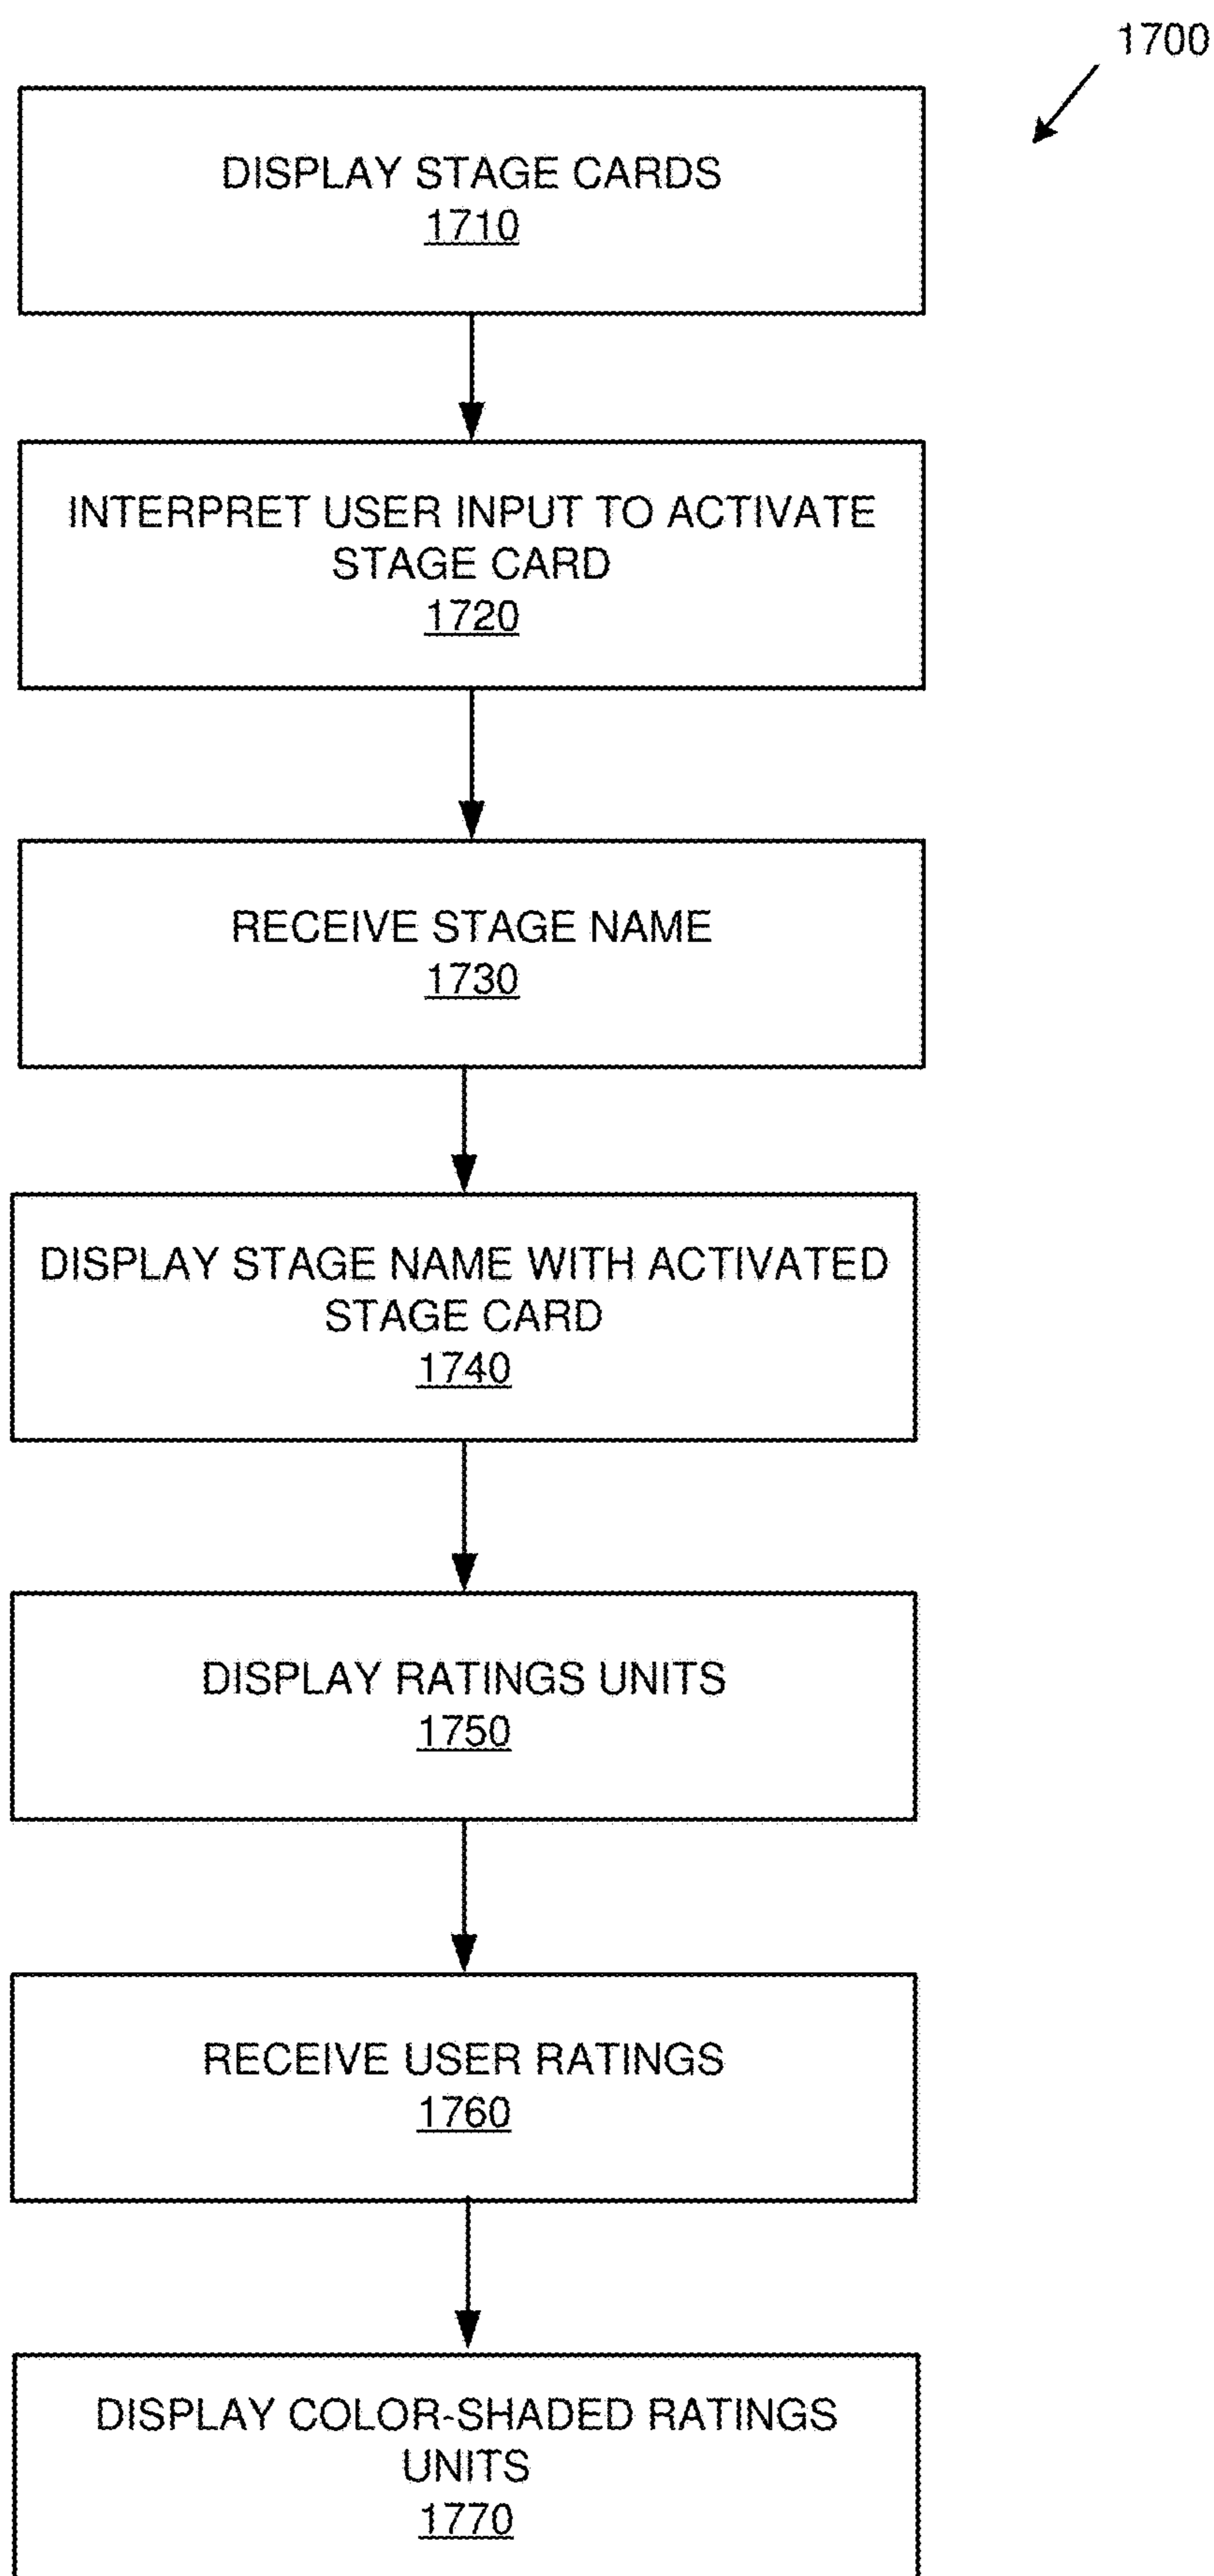 1700
DISPLAY STAGE CARDS
1710
INTERPRET USER INPUT TO ACTIVATE
STAGE CARD
1720
RECEIVE STAGE NAME
1730
DISPLAY STAGE NAME WITH ACTIVATED
STAGE CARD
1740
DISPLAY RATINGS UNITS
1750
RECEIVE USER RATINGS
1760
DISPLAY COLOR-SHADED RATINGS
UNITS
1770